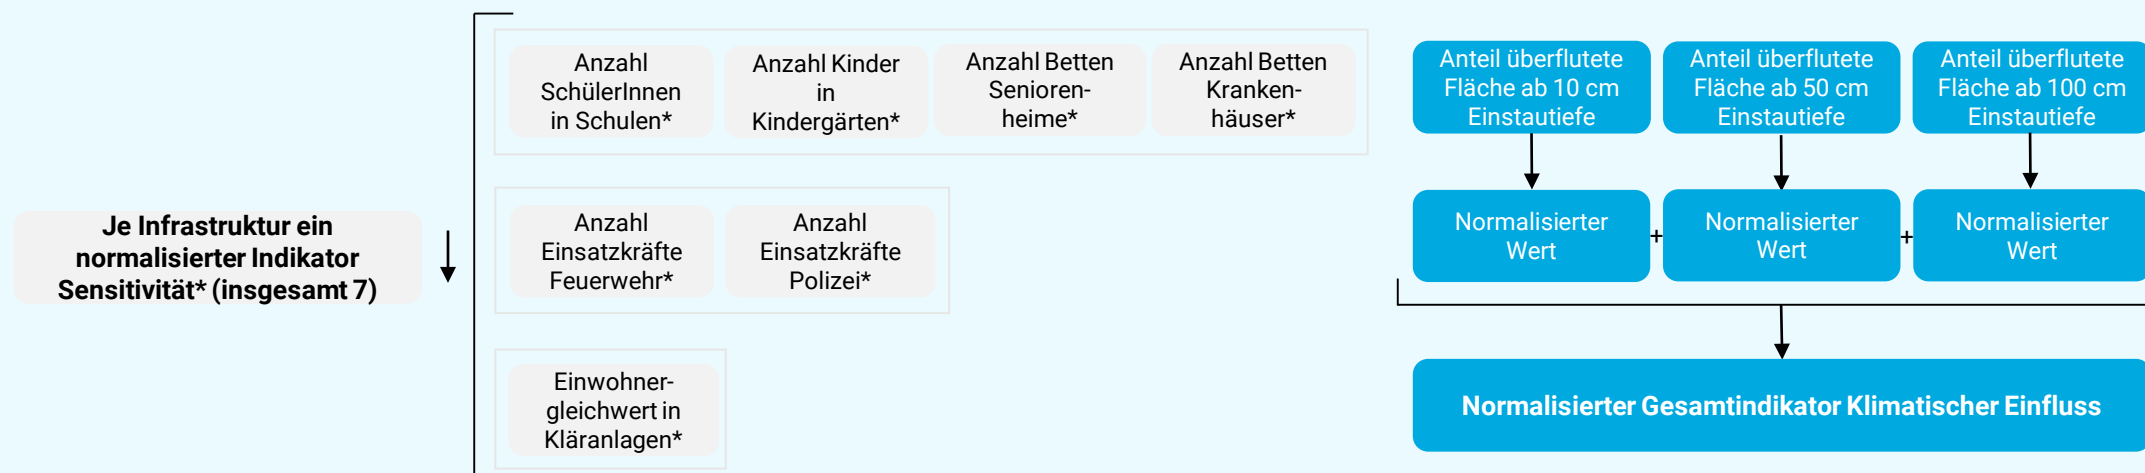 Je Infrastruktur ein
normalisierter Indikator
Sensitivität* (insgesamt 7)
Anzahl
SchülerInnen
in Schulen*
Anzahl Kinder
in
Kindergärten*
Anzahl Betten
Senioren-
heime*
Anzahl Betten
Kranken-
häuser*
Anzahl
Einsatzkräfte
Feuerwehr*
Anzahl
Einsatzkräfte
Polizei*
Einwohner-
gleichwert in
Kläranlagen*
Anteil überflutete
Fläche ab 10 cm
Einstautiefe
Anteil überflutete
Fläche ab 50 cm
Einstautiefe
Anteil überflutete
Fläche ab 100 cm
Einstautiefe
Normalisierter
Wert
+
Normalisierter
Wert
+
Normalisierter
Wert
Normalisierter Gesamtindikator Klimatischer Einfluss